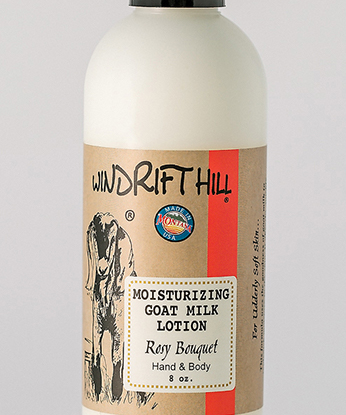 WINDRIFT HILL
®
®
MADE IN
MONTANA
USA
MOISTURIZING
GOAT MILK
LOTION
Rosy Bouquet
Hand & Body
8 oz.
For Udderly Soft Skin...